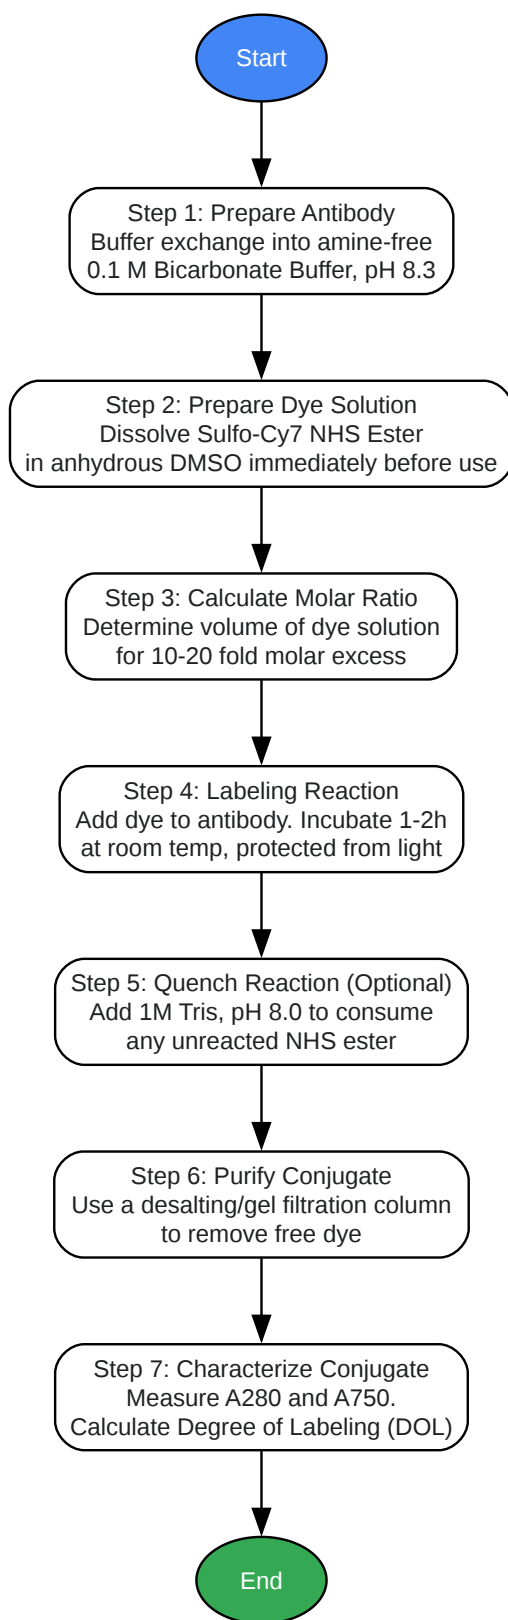 Start
Step 1: Prepare Antibody
Buffer exchange into amine-free
0.1 M Bicarbonate Buffer, pH 8.3
Step 2: Prepare Dye Solution
Dissolve Sulfo-Cy7 NHS Ester
in anhydrous DMSO immediately before use
Step 3: Calculate Molar Ratio
Determine volume of dye solution
for 10-20 fold molar excess
Step 4: Labeling Reaction
Add dye to antibody. Incubate 1-2h
at room temp, protected from light
Step 5: Quench Reaction (Optional)
Add 1M Tris, pH 8.0 to consume
any unreacted NHS ester
Step 6: Purify Conjugate
Use a desalting/gel filtration column
to remove free dye
Step 7: Characterize Conjugate
Measure A280 and A750.
Calculate Degree of Labeling (DOL)
End